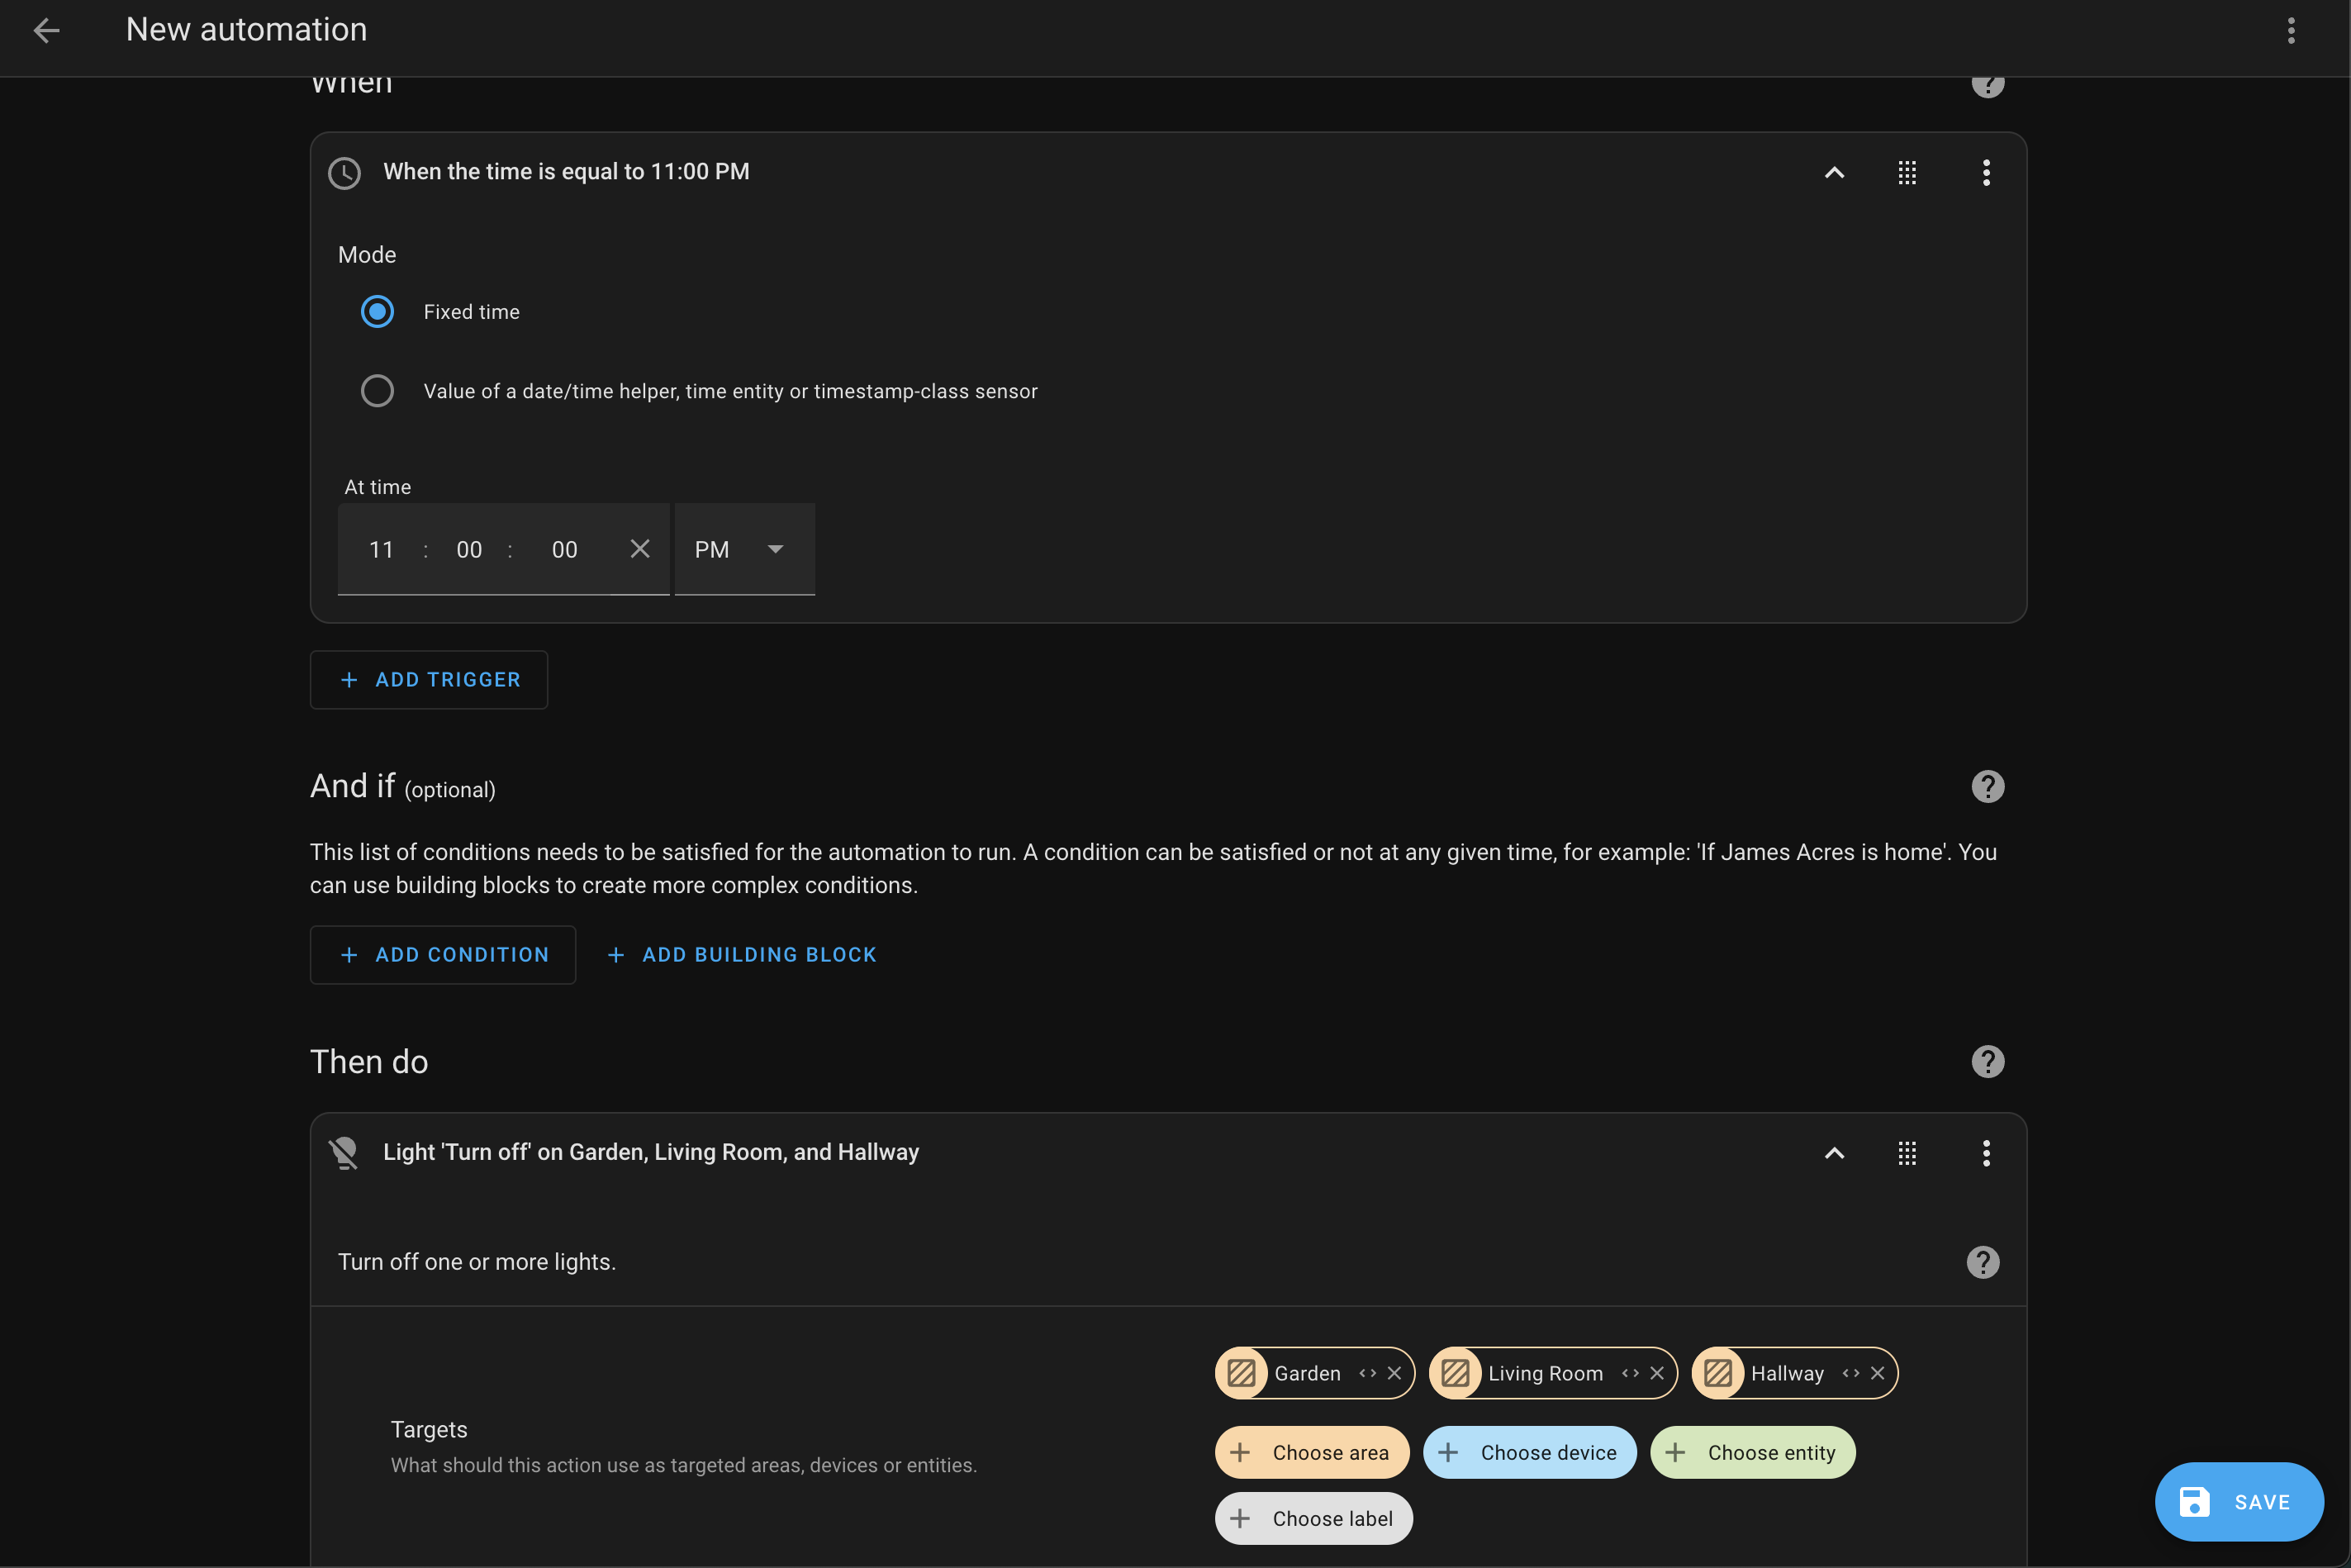 New automation
When
When the time is equal to 11:00 PM
Mode
Fixed time
Value of a date/time helper, time entity or timestamp-class sensor
At time
11 : 00 : 00 PM
ADD TRIGGER
And if (optional)
This list of conditions needs to be satisfied for the automation to run. A condition can be satisfied or not at any given time, for example: 'If James Acres is home'. You
can use building blocks to create more complex conditions.
ADD CONDITION ADD BUILDING BLOCK
Then do
Light 'Turn off' on Garden, Living Room, and Hallway
Turn off one or more lights.
Garden Living Room Hallway
Targets
What should this action use as targeted areas, devices or entities.
Choose area Choose device Choose entity
Choose label
SAVE